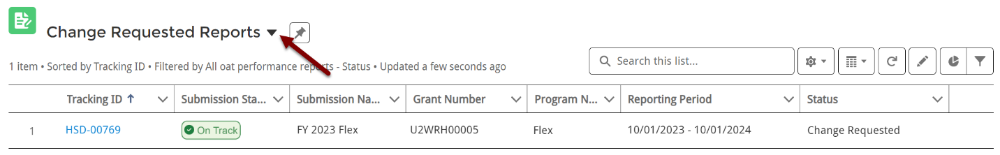 Change Requested Reports
Search this list...
1 item • Sorted by Tracking ID • Filtered by All oat performance reports - Status • Updated a few seconds ago
Tracking ID Submission Sta... Submission Na... Grant Number Program N... Reporting Period Status
1 HSD-00769 On Track FY 2023 Flex U2WRH00005 Flex 10/01/2023 - 10/01/2024 Change Requested